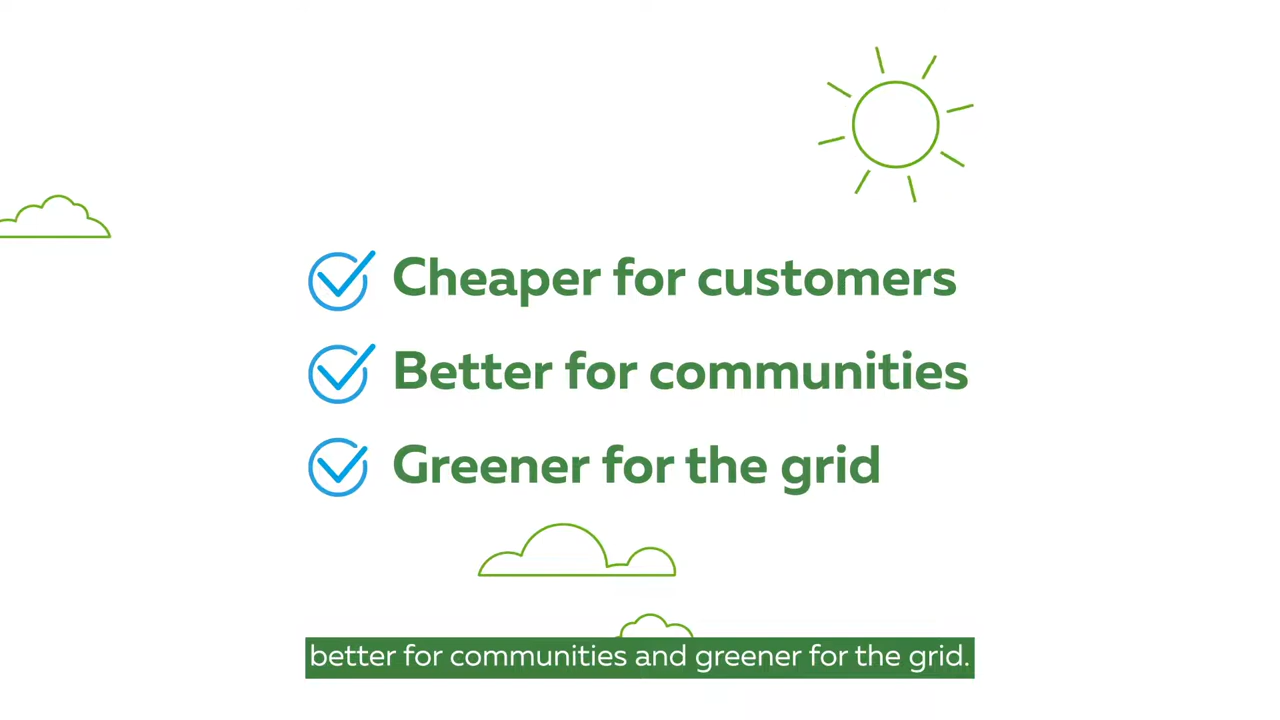 Cheaper for customers
Better for communities
Greener for the grid
better for communities and greener for the grid.